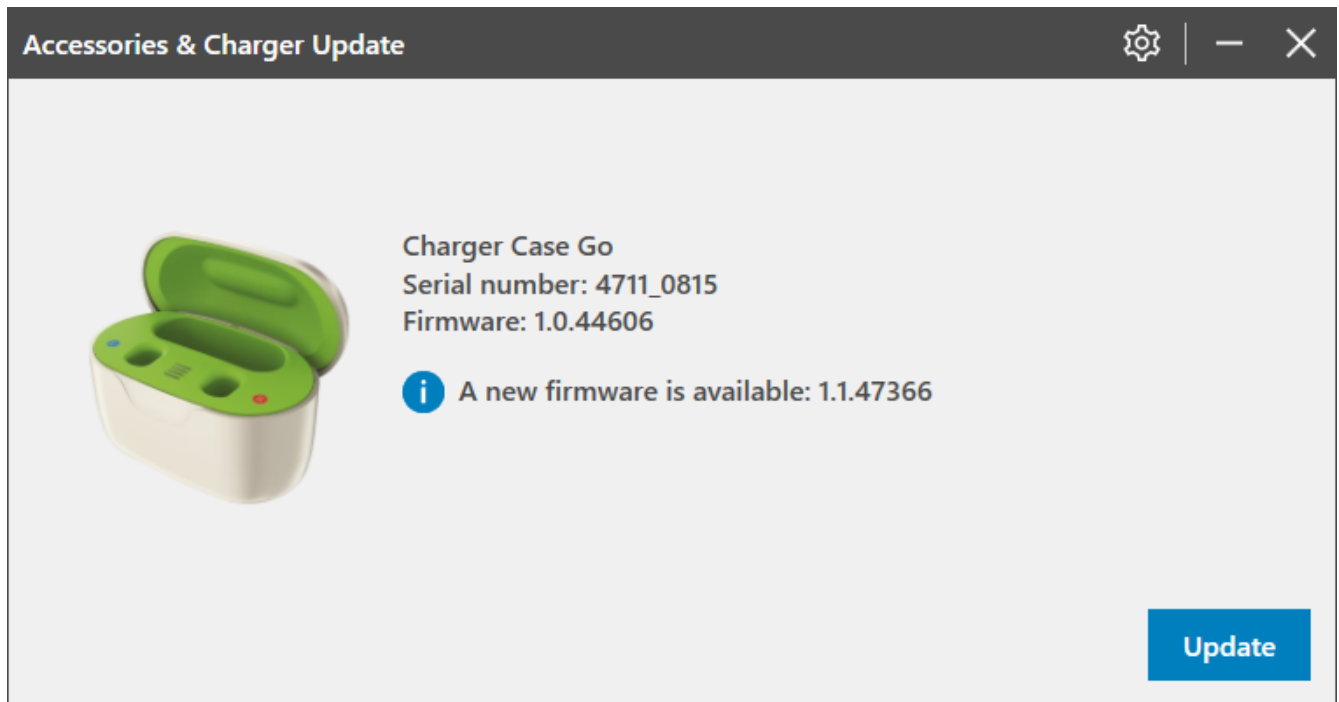 Accessories & Charger Update
Charger Case Go
Serial number: 4711_0815
Firmware: 1.0.44606
A new firmware is available: 1.1.47366
Update